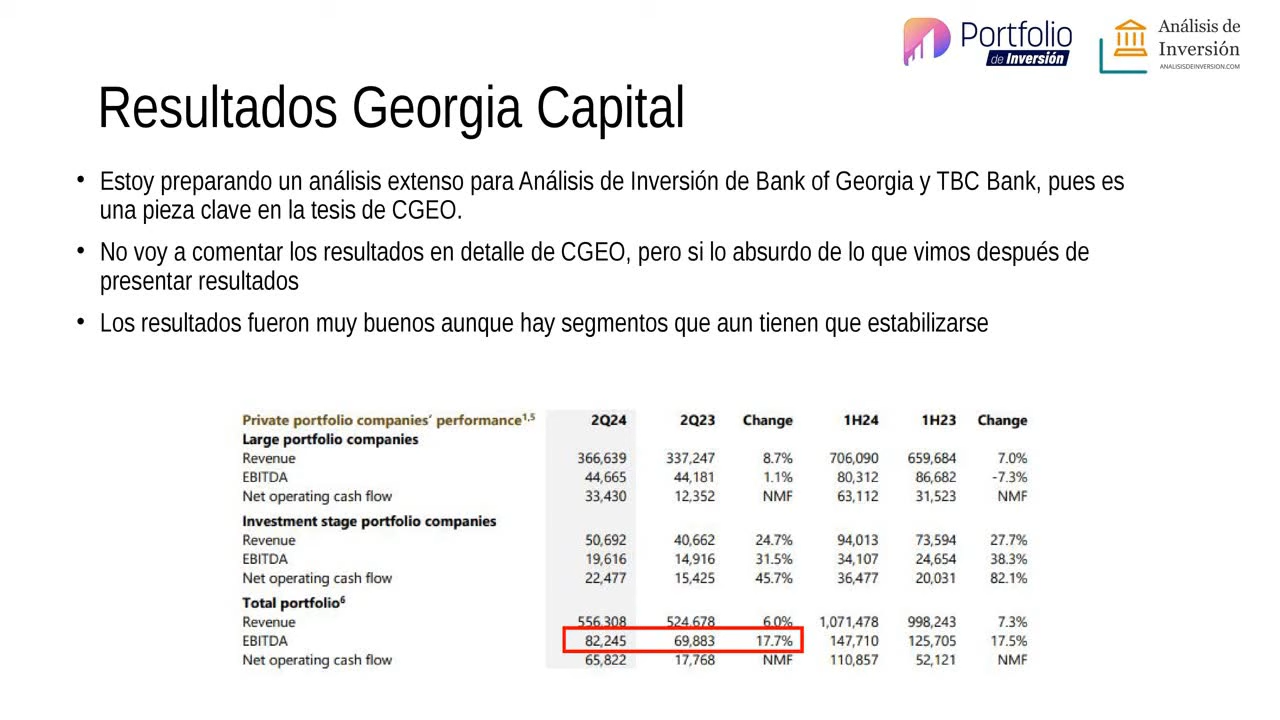 Portfolio
de Inversión
Análisis de
Inversión
ANALISISDEINVERSION.COM
Resultados Georgia Capital
• Estoy preparando un análisis extenso para Análisis de Inversión de Bank of Georgia y TBC Bank, pues es
una pieza clave en la tesis de CGEO.
• No voy a comentar los resultados en detalle de CGEO, pero si lo absurdo de lo que vimos después de
presentar resultados
• Los resultados fueron muy buenos aunque hay segmentos que aun tienen que estabilizarse
Private portfolio companies’ performance1,5 2Q24 2Q23 Change 1H24 1H23 Change
Large portfolio companies
Revenue 366,639 337,247 8.7% 706,090 659,684 7.0%
EBITDA 44,665 44,181 1.1% 80,312 86,682 -7.3%
Net operating cash flow 33,430 12,352 NMF 63,112 31,523 NMF
Investment stage portfolio companies
Revenue 50,692 40,662 24.7% 94,013 73,594 27.7%
EBITDA 19,616 14,916 31.5% 34,107 24,654 38.3%
Net operating cash flow 22,477 15,425 45.7% 36,477 20,031 82.1%
Total portfolio6
Revenue 556,308 524,678 6.0% 1,071,478 998,243 7.3%
EBITDA 82,245 69,883 17.7% 147,710 125,705 17.5%
Net operating cash flow 65,822 17,768 NMF 110,857 52,121 NMF